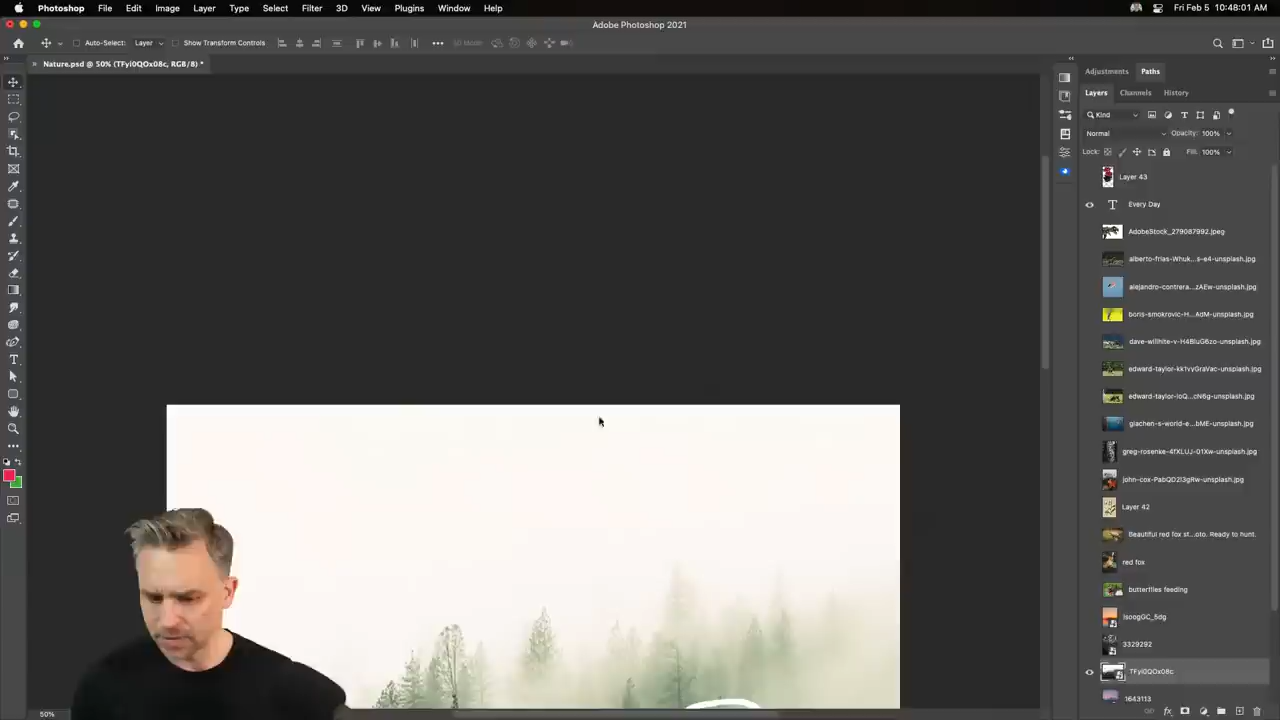 Photoshop File Edit Image Layer Type Select Filter 3D View Plugins Window Help Fri Feb 5 10:48:01 AM
Adobe Photoshop 2021
Auto-Select: Layer Show Transform Controls 3D Mode:
Nature.psd @ 50% (TFyi0QOx08c, RGB/8) *
Adjustments Paths
Layers Channels History
Kind
Normal Opacity: 100%
Lock: Fill: 100%
Layer 43
T Every Day
AdobeStock_279087992.jpeg
alberto-frias-Whuk...s-e4-unsplash.jpg
alejandro-contrera...zAEw-unsplash.jpg
boris-smokrovic-H...AdM-unsplash.jpg
dave-willhite-v-H4BluG6zo-unsplash.jpg
edward-taylor-kk1vyGraVac-unsplash.jpg
edward-taylor-loQ...cN6g-unsplash.jpg
giachen-s-world-e...bME-unsplash.jpg
greg-rosenke-4fXLUJ-01Xw-unsplash.jpg
john-cox-PabQD2l3gRw-unsplash.jpg
Layer 42
Beautiful red fox st...oto. Ready to hunt.
red fox
butterflies feeding
IsoogGC_5dg
3329292
TFyi0QOx08c
1643113
50%